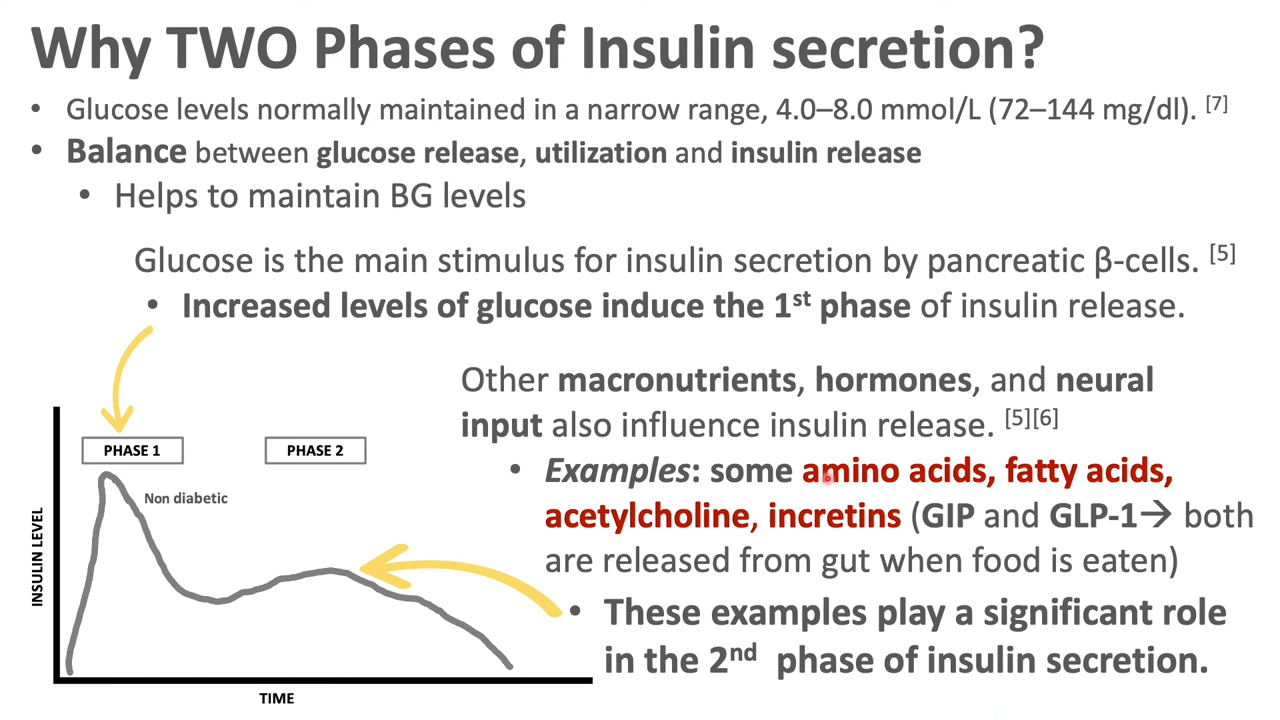 Why TWO Phases of Insulin secretion?
• Glucose levels normally maintained in a narrow range, 4.0–8.0 mmol/L (72–144 mg/dl). [7]
• Balance between glucose release, utilization and insulin release
• Helps to maintain BG levels
Glucose is the main stimulus for insulin secretion by pancreatic β-cells. [5]
• Increased levels of glucose induce the 1st phase of insulin release.
Other macronutrients, hormones, and neural
input also influence insulin release. [5][6]
• Examples: some amino acids, fatty acids,
acetylcholine, incretins (GIP and GLP-1→ both
are released from gut when food is eaten)
• These examples play a significant role
in the 2nd phase of insulin secretion.
PHASE 1
PHASE 2
Non diabetic
INSULIN LEVEL
TIME